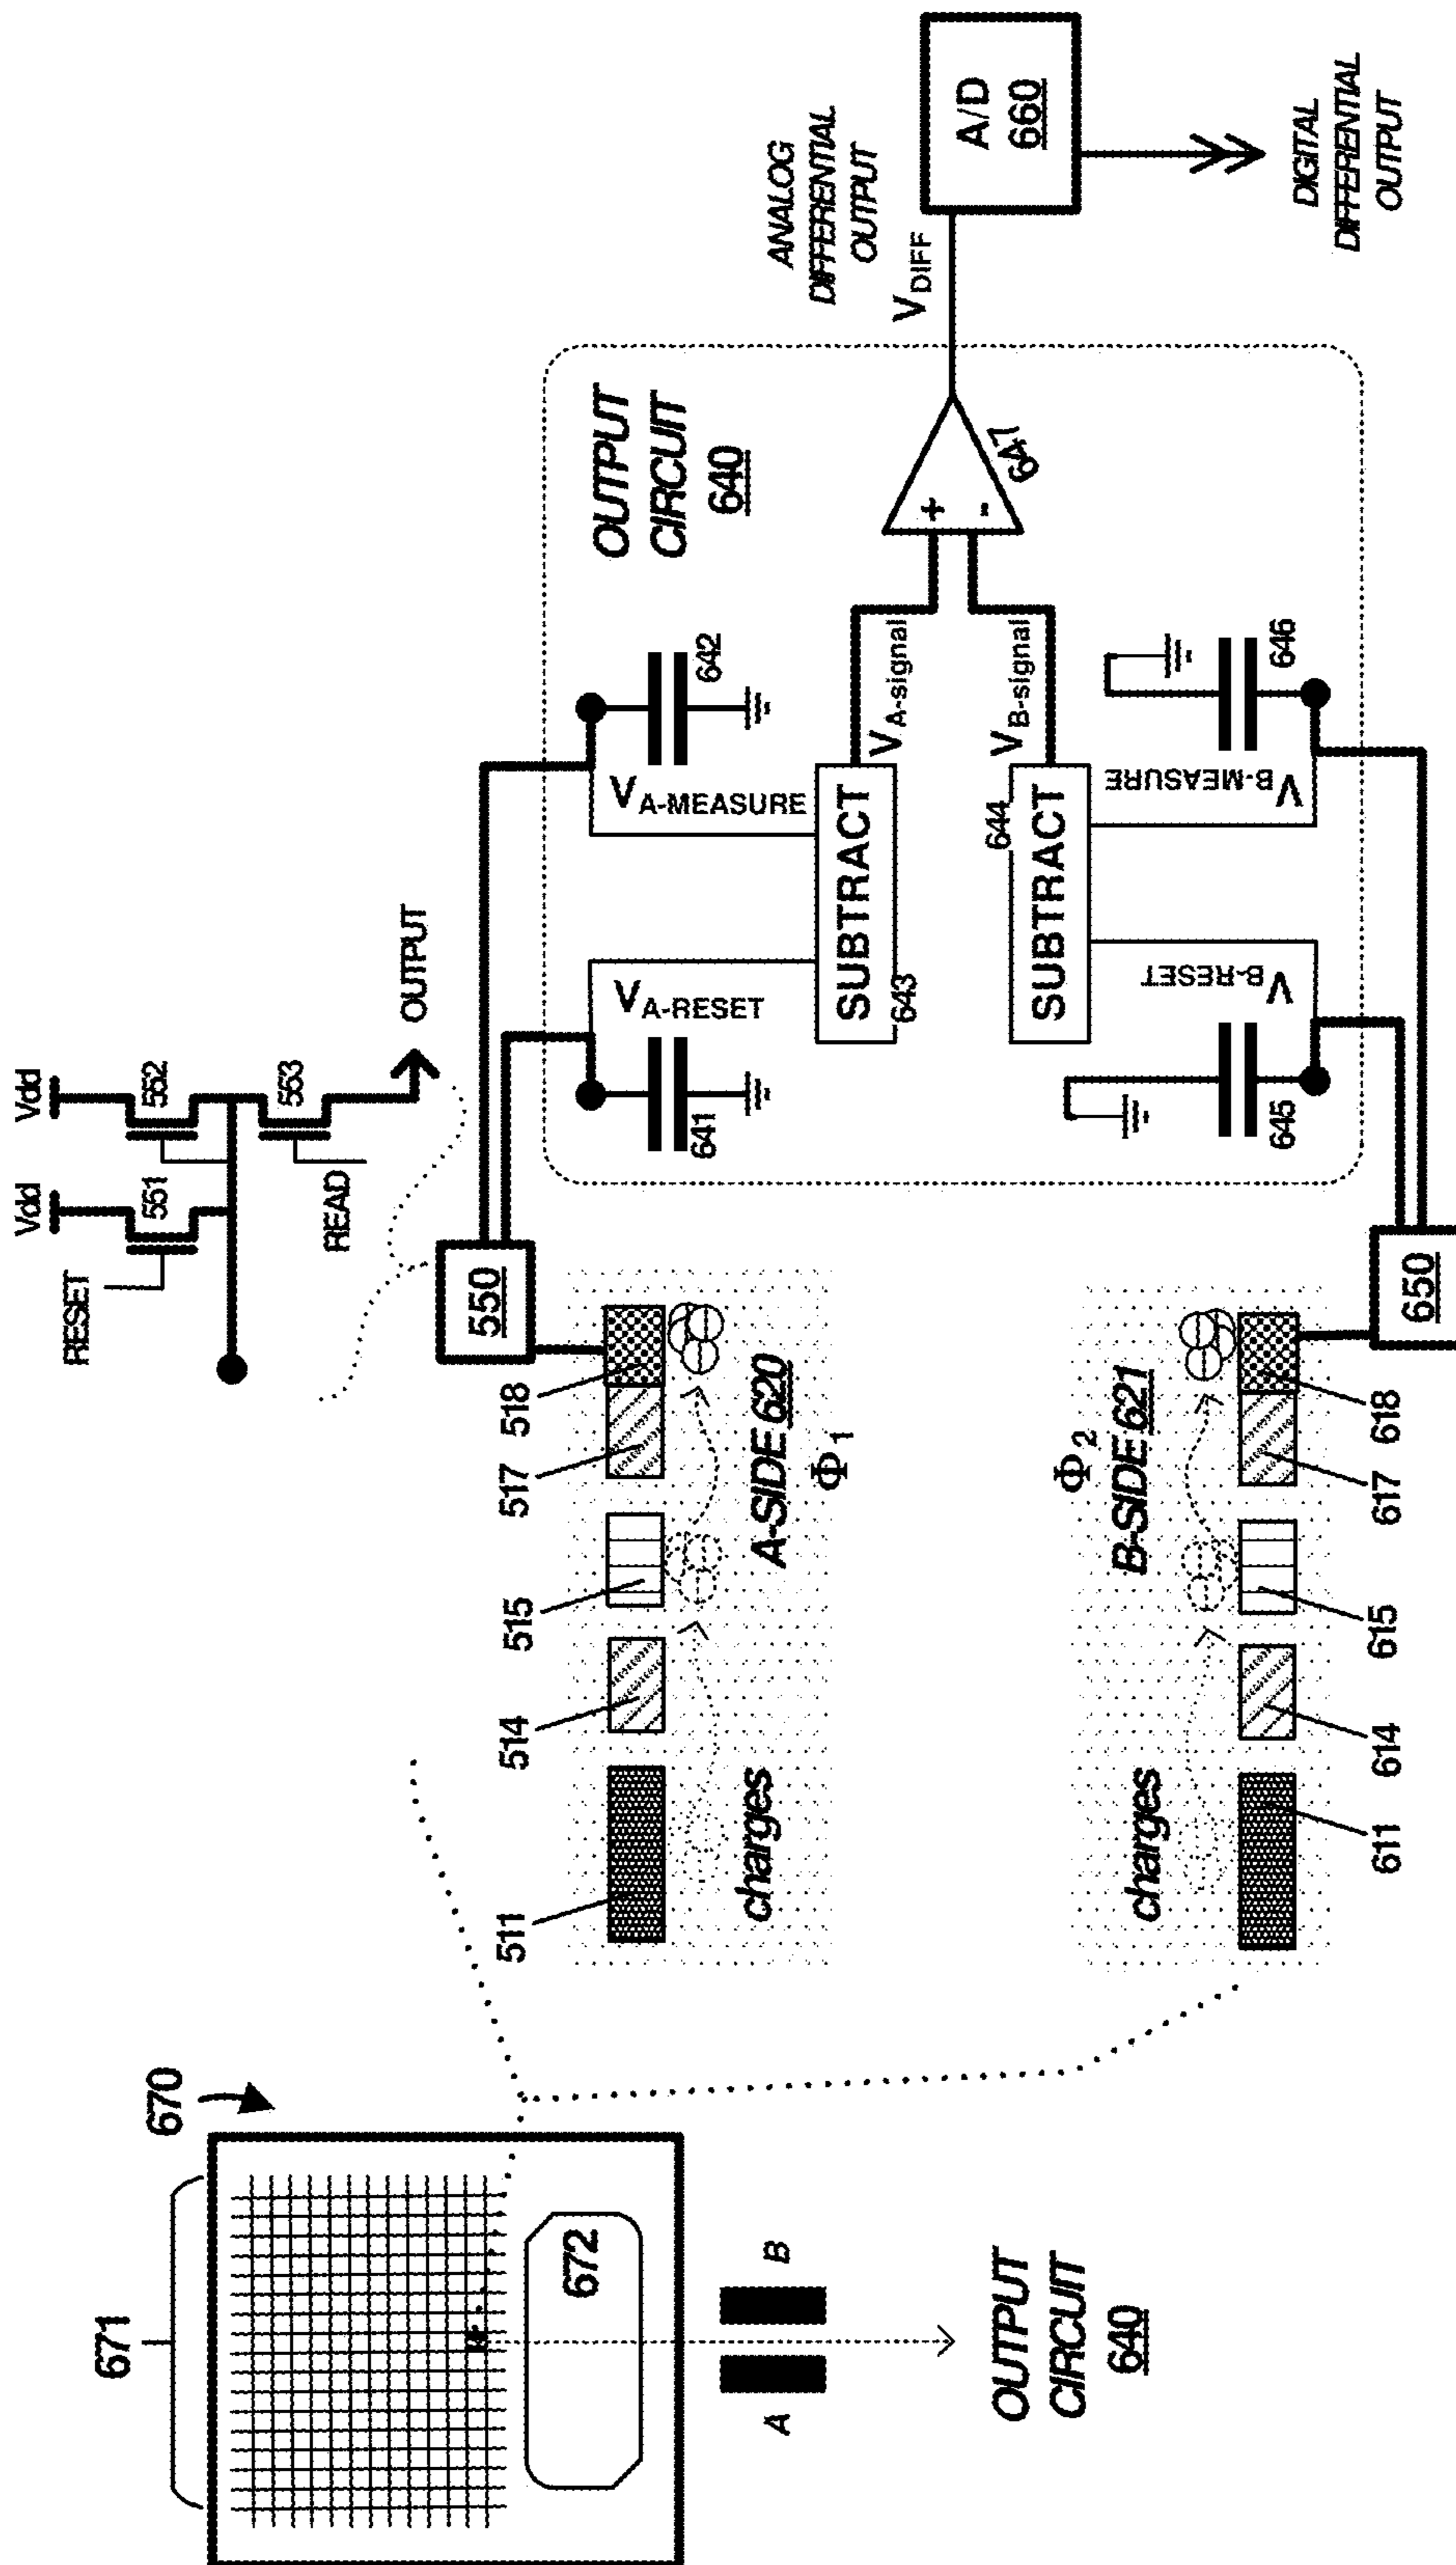 671
670
672
A
B
OUTPUT
CIRCUIT
640
RESET
Vdd
551
Vdd
552
READ
553
OUTPUT
550
511
514
515
517
518
charges
A-SIDE 620
Φ1
Φ2
charges
B-SIDE 621
611
614
615
617
618
650
OUTPUT
CIRCUIT
640
641
VA-RESET
VA-MEASURE
642
SUBTRACT
643
VA-signal
644
SUBTRACT
VB-signal
645
VB-RESET
VB-MEASURE
646
+
-
647
VDIFF
ANALOG
DIFFERENTIAL
OUTPUT
A/D
660
DIGITAL
DIFFERENTIAL
OUTPUT